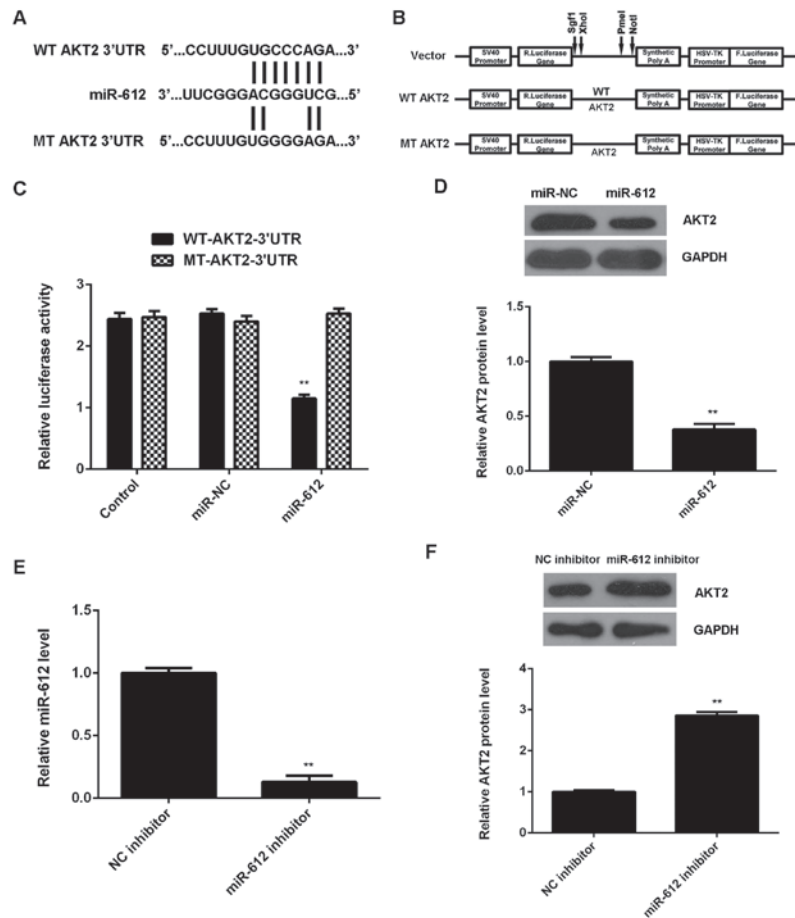 A
WT AKT2 3'UTR 5'...CCUUUGUGCCCAGA...3'
miR-612 3'...UUCGGGACGGGUCG...5'
MT AKT2 3'UTR 5'...CCUUUGUGGGGAGA...3'
B
Sgf1 XhoI PmeI NotI
Vector SV40 Promoter R.Luciferase Gene Synthetic Poly A HSV-TK Promoter F.Luciferase Gene
WT AKT2 SV40 Promoter R.Luciferase Gene WT AKT2 Synthetic Poly A HSV-TK Promoter F.Luciferase Gene
MT AKT2 SV40 Promoter R.Luciferase Gene AKT2 Synthetic Poly A HSV-TK Promoter F.Luciferase Gene
C
WT-AKT2-3'UTR
MT-AKT2-3'UTR
Relative luciferase activity
3
2
1
0
**
Control miR-NC miR-612
D
miR-NC miR-612
AKT2
GAPDH
Relative AKT2 protein level
1.5
1.0
0.5
0.0
**
miR-NC miR-612
E
Relative miR-612 level
1.5
1.0
0.5
0.0
**
NC inhibitor miR-612 inhibitor
F
NC inhibitor miR-612 inhibitor
AKT2
GAPDH
Relative AKT2 protein level
4
3
2
1
0
**
NC inhibitor miR-612 inhibitor